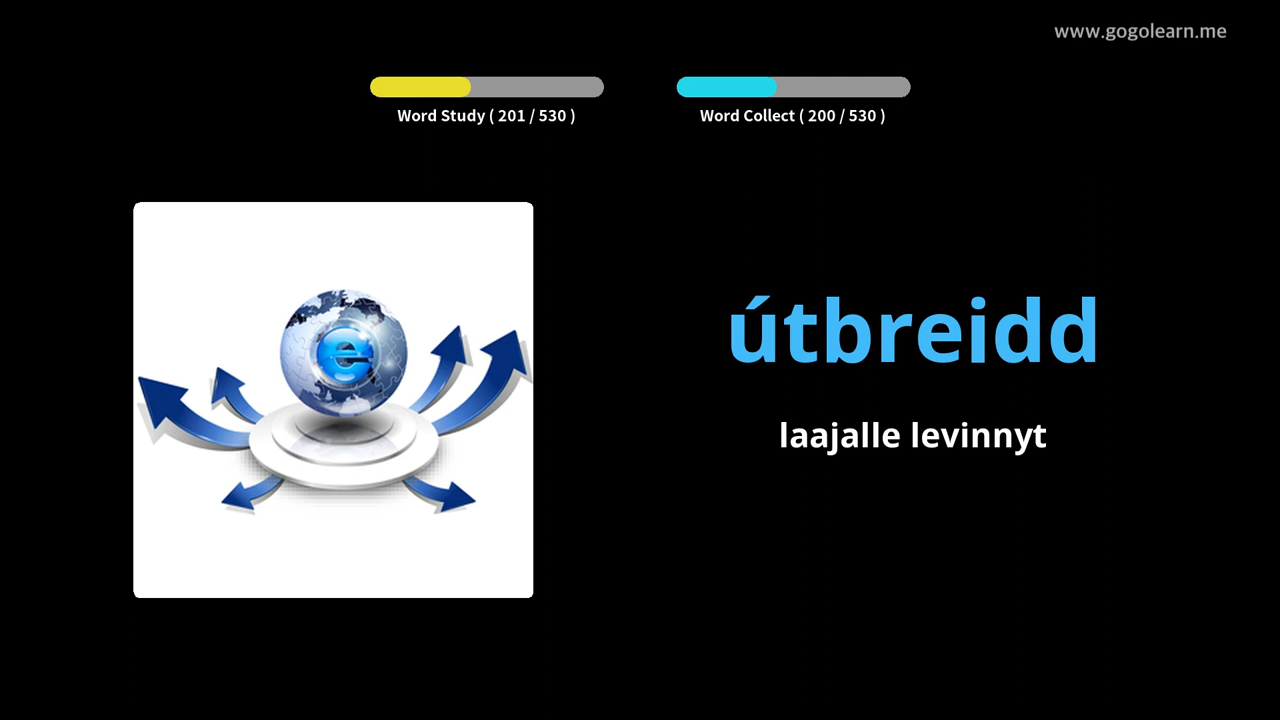 www.gogolearn.me
Word Study ( 201 / 530 )
Word Collect ( 200 / 530 )
e
útbreidd
laajalle levinnyt